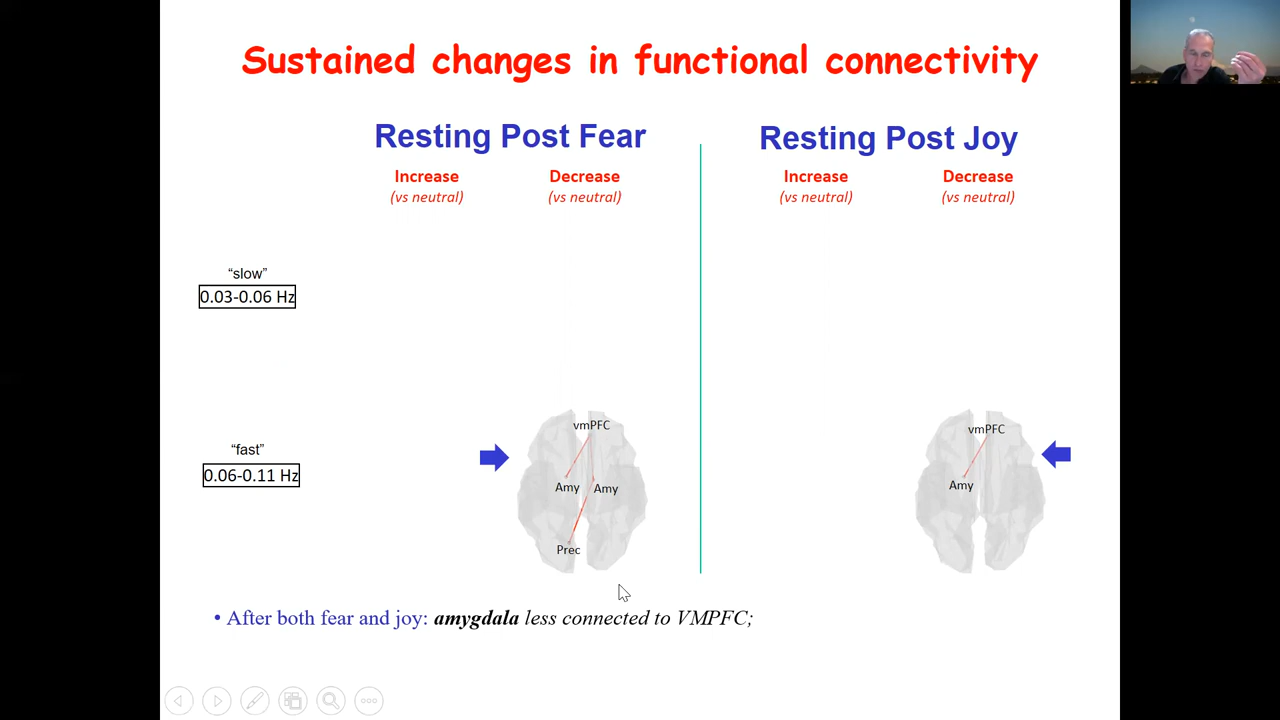 Sustained changes in functional connectivity
Resting Post Fear
Resting Post Joy
Increase
(vs neutral)
Decrease
(vs neutral)
Increase
(vs neutral)
Decrease
(vs neutral)
“slow”
0.03-0.06 Hz
“fast”
0.06-0.11 Hz
vmPFC
Amy
Amy
Prec
vmPFC
Amy
• After both fear and joy: amygdala less connected to VMPFC;